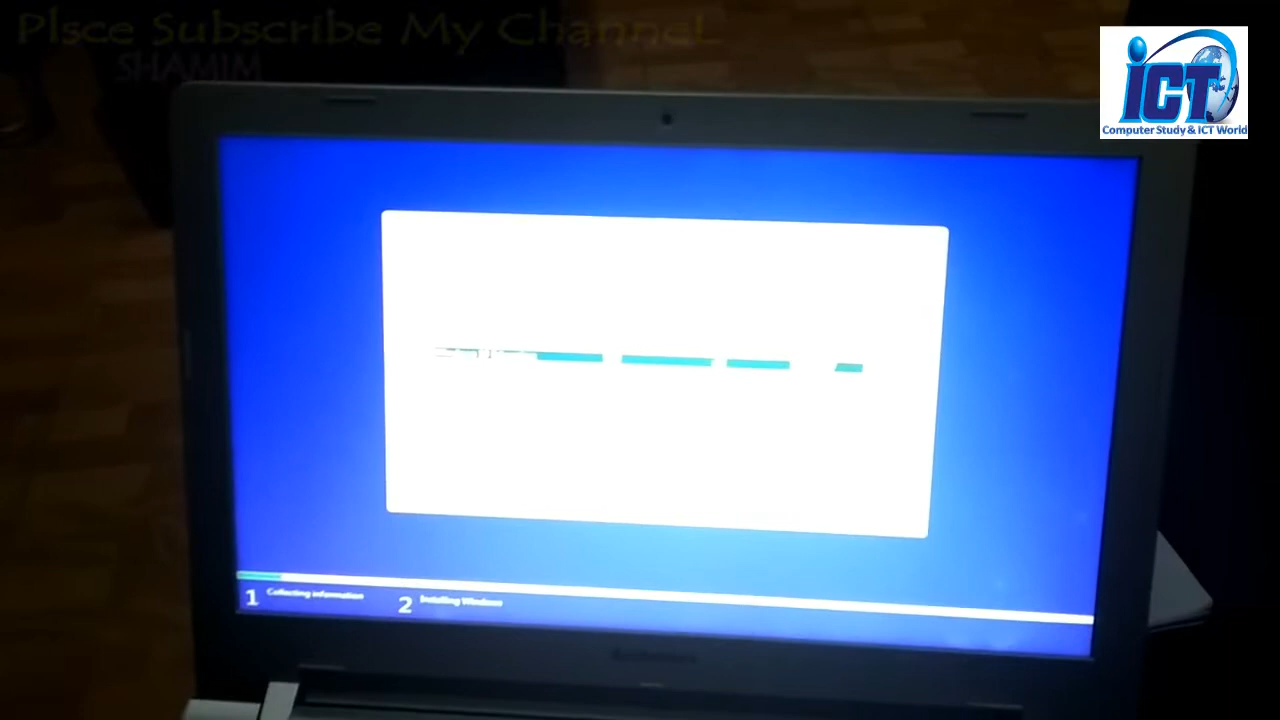 Plsce Subscribe My ChanneL
SHAMIM
iCT
Computer Study & ICT World
1 Collecting information
2 Installing Windows